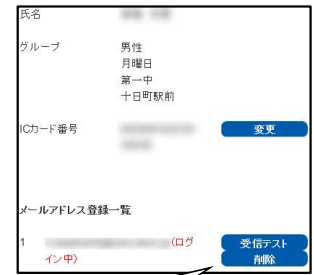 氏名
グループ 男性
月曜日
第一中
十日町駅前
ICカード番号 変更
メールアドレス登録一覧
1 (ログ 受信テスト
イン中) 削除